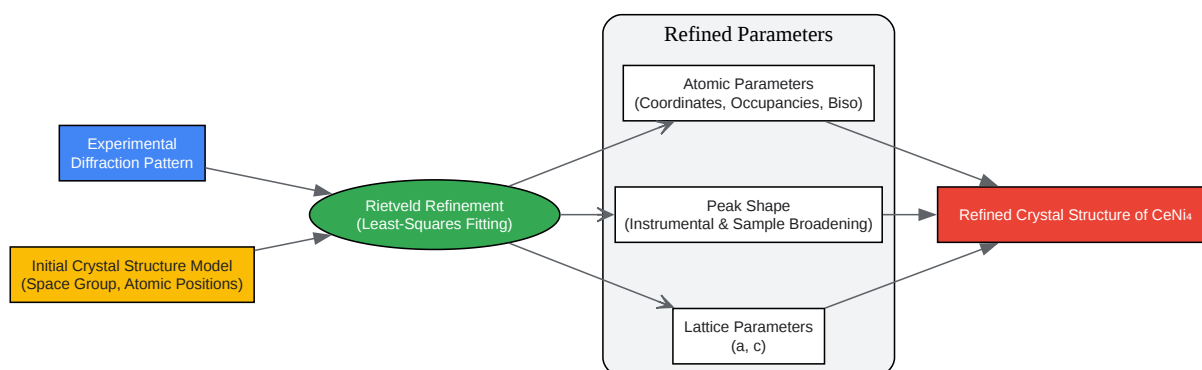 Refined Parameters
Atomic Parameters
(Coordinates, Occupancies, Biso)
Experimental
Diffraction Pattern
Rietveld Refinement
(Least-Squares Fitting)
Peak Shape
(Instrumental & Sample Broadening)
Refined Crystal Structure of CeNi₄
Initial Crystal Structure Model
(Space Group, Atomic Positions)
Lattice Parameters
(a, c)